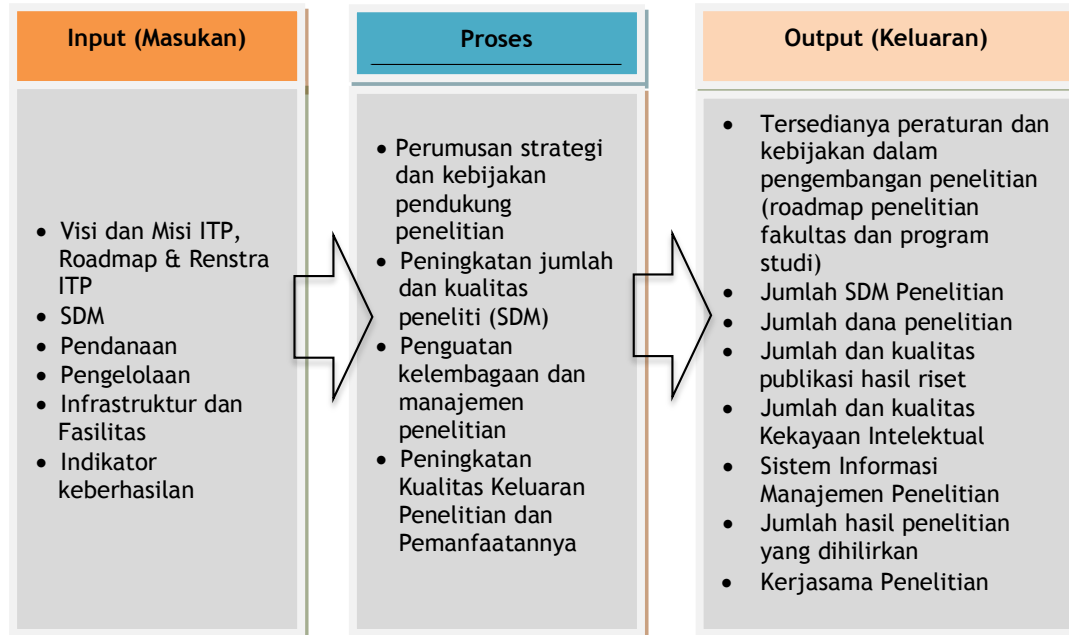 Input (Masukan)
• Visi dan Misi ITP,
Roadmap & Renstra
ITP
• SDM
• Pendanaan
• Pengelolaan
• Infrastruktur dan
Fasilitas
• Indikator
keberhasilan
Proses
• Perumusan strategi
dan kebijakan
pendukung
penelitian
• Peningkatan jumlah
dan kualitas
peneliti (SDM)
• Penguatan
kelembagaan dan
manajemen
penelitian
• Peningkatan
Kualitas Keluaran
Penelitian dan
Pemanfaatannya
Output (Keluaran)
• Tersedianya peraturan dan
kebijakan dalam
pengembangan penelitian
(roadmap penelitian
fakultas dan program
studi)
• Jumlah SDM Penelitian
• Jumlah dana penelitian
• Jumlah dan kualitas
publikasi hasil riset
• Jumlah dan kualitas
Kekayaan Intelektual
• Sistem Informasi
Manajemen Penelitian
• Jumlah hasil penelitian
yang dihilirkan
• Kerjasama Penelitian